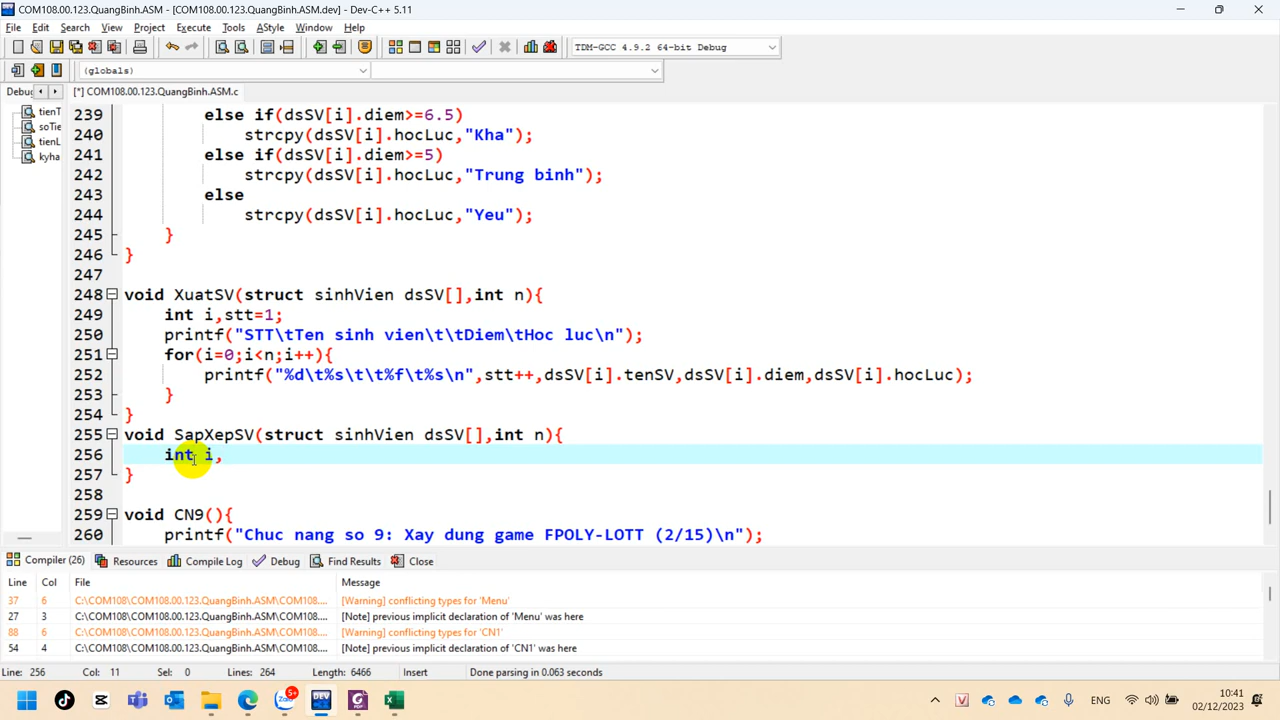 COM108.00.123.QuangBinh.ASM - [COM108.00.123.QuangBinh.ASM.dev] - Dev-C++ 5.11
File Edit Search View Project Execute Tools AStyle Window Help
TDM-GCC 4.9.2 64-bit Debug
(globals)
Debug [*] COM108.00.123.QuangBinh.ASM.c
tienT
soTie
tienL
kyha
239 else if(dsSV[i].diem>=6.5)
240 strcpy(dsSV[i].hocLuc,"Kha");
241 else if(dsSV[i].diem>=5)
242 strcpy(dsSV[i].hocLuc,"Trung binh");
243 else
244 strcpy(dsSV[i].hocLuc,"Yeu");
245 }
246 }
247
248 void XuatSV(struct sinhVien dsSV[],int n){
249 int i,stt=1;
250 printf("STT\tTen sinh vien\t\tDiem\tHoc luc\n");
251 for(i=0;i<n;i++){
252 printf("%d\t%s\t\t%f\t%s\n",stt++,dsSV[i].tenSV,dsSV[i].diem,dsSV[i].hocLuc);
253 }
254 }
255 void SapXepSV(struct sinhVien dsSV[],int n){
256 int i,
257 }
258
259 void CN9(){
260 printf("Chuc nang so 9: Xay dung game FPOLY-LOTT (2/15)\n");
Compiler (26) Resources Compile Log Debug Find Results Close
Line Col File Message
37 6 C:\COM108\COM108.00.123.QuangBinh.ASM\COM108.... [Warning] conflicting types for 'Menu'
27 3 C:\COM108\COM108.00.123.QuangBinh.ASM\COM108.... [Note] previous implicit declaration of 'Menu' was here
88 6 C:\COM108\COM108.00.123.QuangBinh.ASM\COM108.... [Warning] conflicting types for 'CN1'
54 4 C:\COM108\COM108.00.123.QuangBinh.ASM\COM108.... [Note] previous implicit declaration of 'CN1' was here
Line: 256 Col: 11 Sel: 0 Lines: 264 Length: 6466 Insert Done parsing in 0.063 seconds
Zalo 5+ DEV PDF V ENG 10:41
02/12/2023